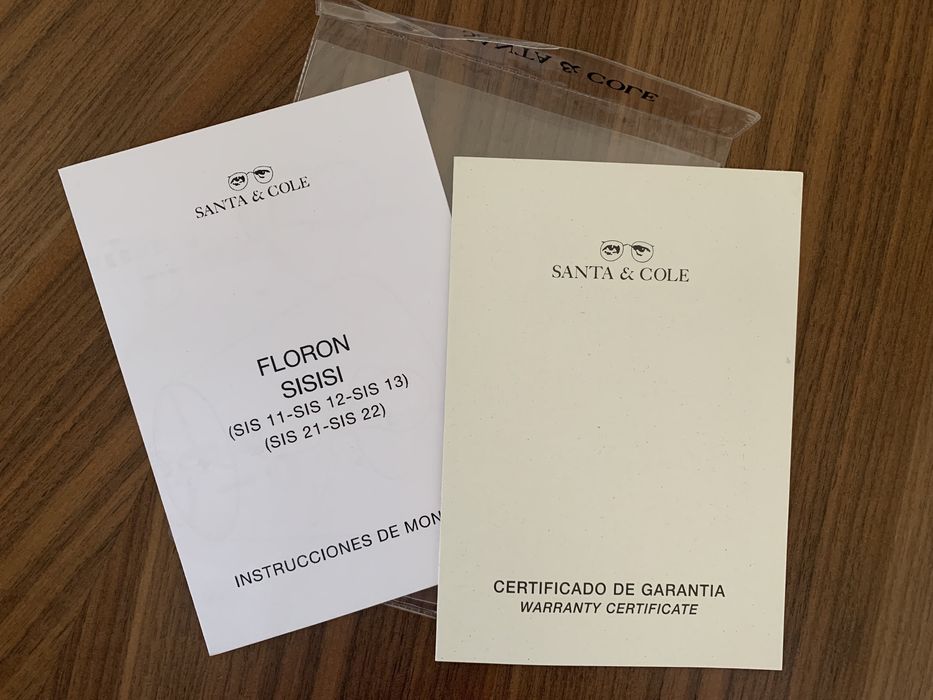 SANTA & COLE
SANTA & COLE
FLORON
SISISI
(SIS 11-SIS 12-SIS 13)
(SIS 21-SIS 22)
INSTRUCCIONES DE MON
SANTA & COLE
CERTIFICADO DE GARANTIA
WARRANTY CERTIFICATE